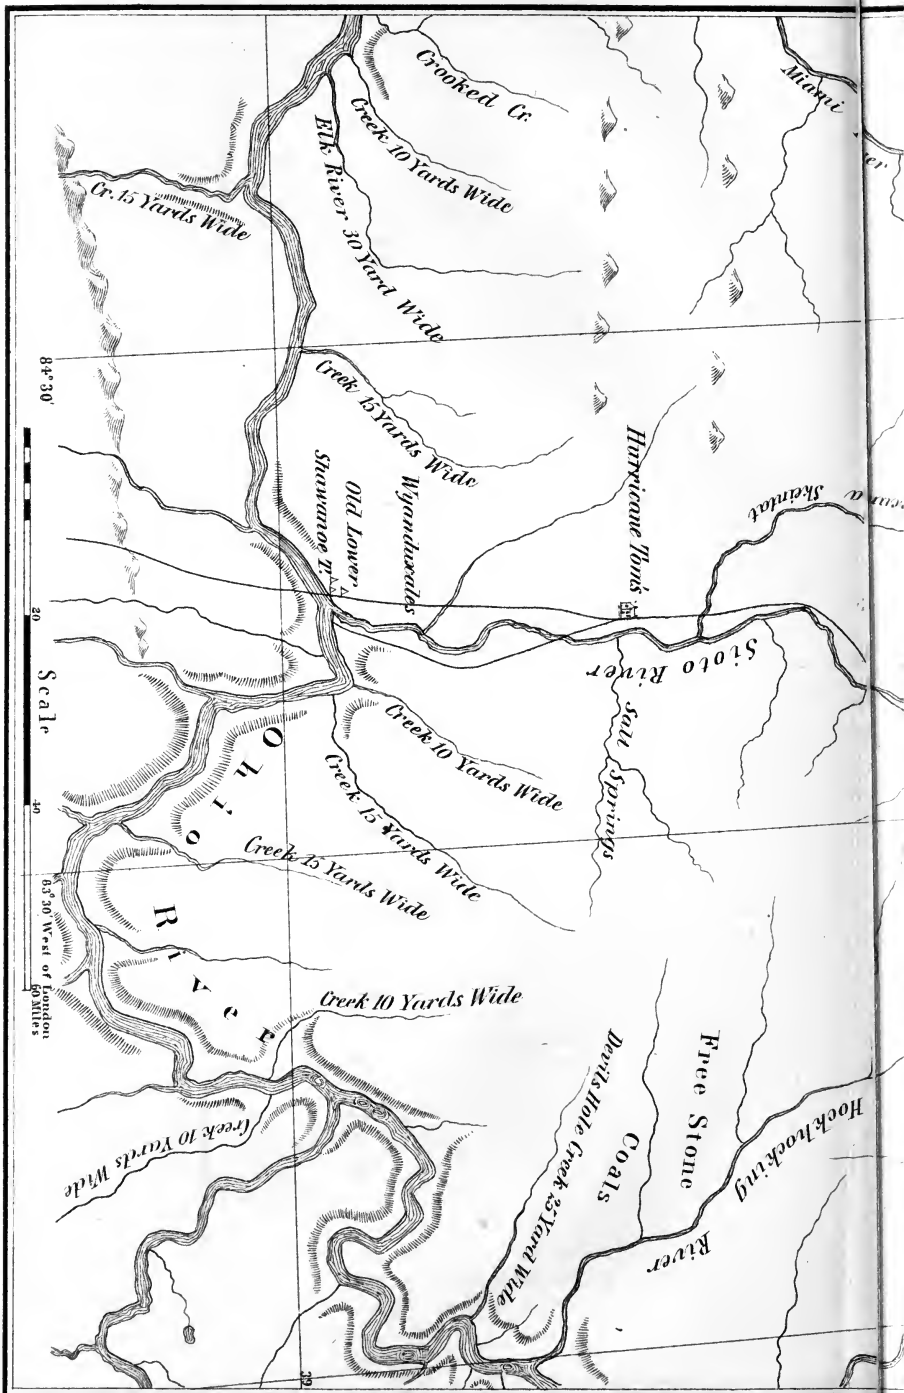 Crooked Cr.
Miami
Creek 10 Yards Wide
Elk River 30 Yard Wide
Cr. 15 Yards Wide
84° 30'
Creek 15 Yards Wide
Hurricane Tom's
Wyanduxales
Old Lower
Shawanoe T.
Skeintat
Sioto River
Salt Springs
Creek 10 Yards Wide
Creek 15 Yards Wide
Creek 15 Yards Wide
Ohio River
Scale
20
40
60 Miles
83° 30' West of London
Creek 10 Yards Wide
Creek 10 Yards Wide
Devils Hole Creek 25 Yard Wide
Coals
Free Stone
Hockhocking River
39